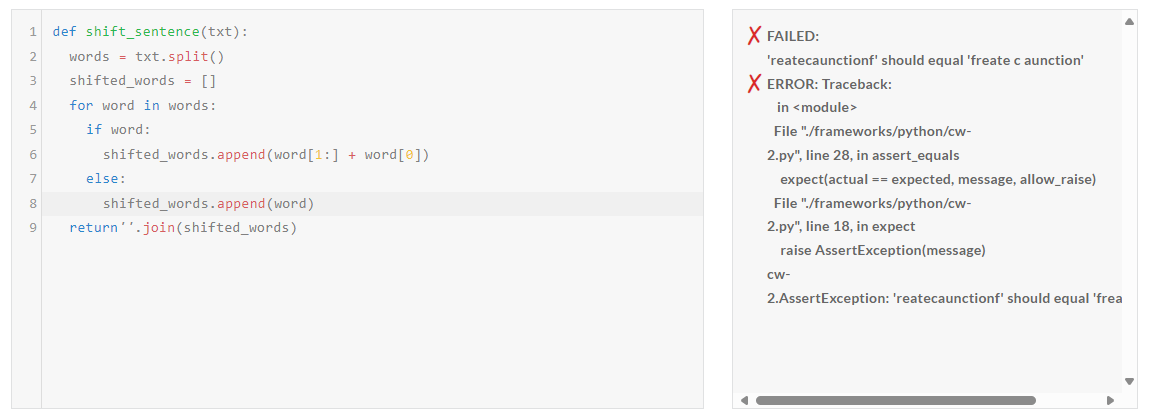 1 def shift_sentence(txt):
2 words = txt.split()
3 shifted_words = []
4 for word in words:
5 if word:
6 shifted_words.append(word[1:] + word[0])
7 else:
8 shifted_words.append(word)
9 return''.join(shifted_words)
❌ FAILED:
'reatecaunctionf' should equal 'freate c aunction'
❌ ERROR: Traceback:
in <module>
File "./frameworks/python/cw-
2.py", line 28, in assert_equals
expect(actual == expected, message, allow_raise)
File "./frameworks/python/cw-
2.py", line 18, in expect
raise AssertException(message)
cw-
2.AssertException: 'reatecaunctionf' should equal 'frea